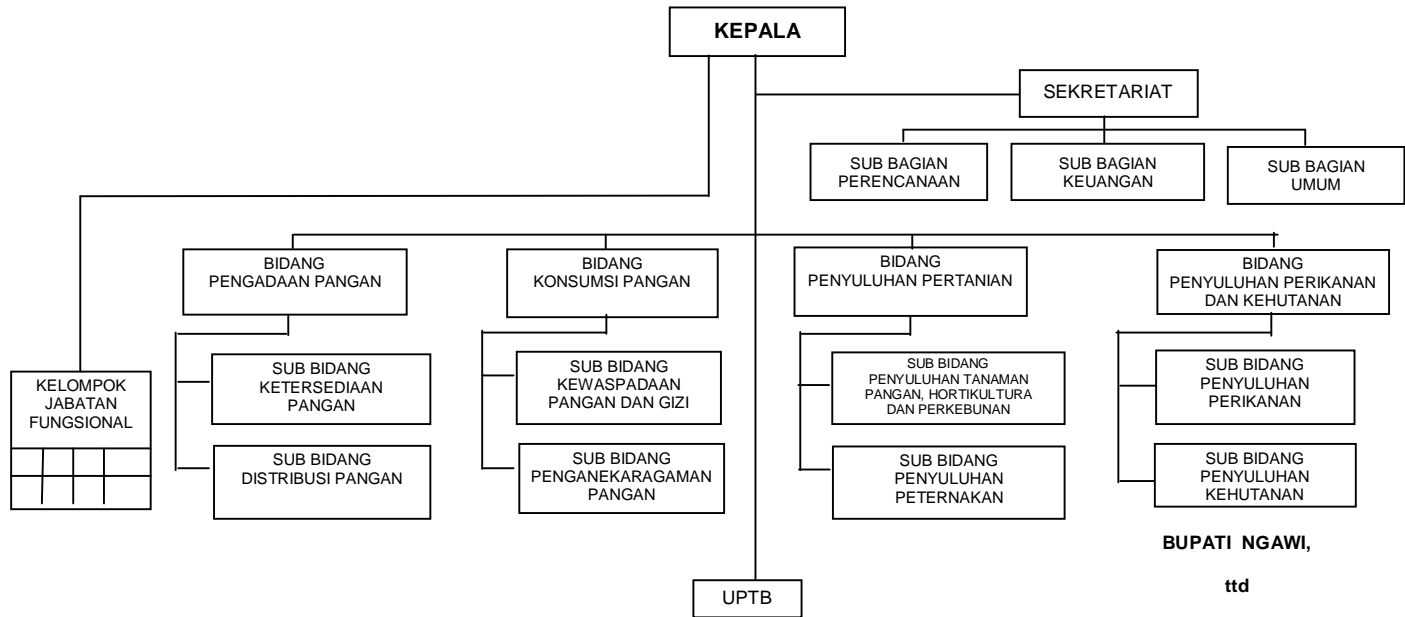 KEPALA
SEKRETARIAT
SUB BAGIAN
PERENCANAAN
SUB BAGIAN
KEUANGAN
SUB BAGIAN
UMUM
BIDANG
PENGADAAN PANGAN
BIDANG
KONSUMSI PANGAN
BIDANG
PENYULUHAN PERTANIAN
BIDANG
PENYULUHAN PERIKANAN
DAN KEHUTANAN
KELOMPOK
JABATAN
FUNGSIONAL
SUB BIDANG
KETERSEDIAAN
PANGAN
SUB BIDANG
KEWASPADAAN
PANGAN DAN GIZI
SUB BIDANG
PENYULUHAN TANAMAN
PANGAN, HORTIKULTURA
DAN PERKEBUNAN
SUB BIDANG
PENYULUHAN
PERIKANAN
SUB BIDANG
DISTRIBUSI PANGAN
SUB BIDANG
PENGANEKARAGAMAN
PANGAN
SUB BIDANG
PENYULUHAN
PETERNAKAN
SUB BIDANG
PENYULUHAN
KEHUTANAN
BUPATI NGAWI,
ttd
UPTB